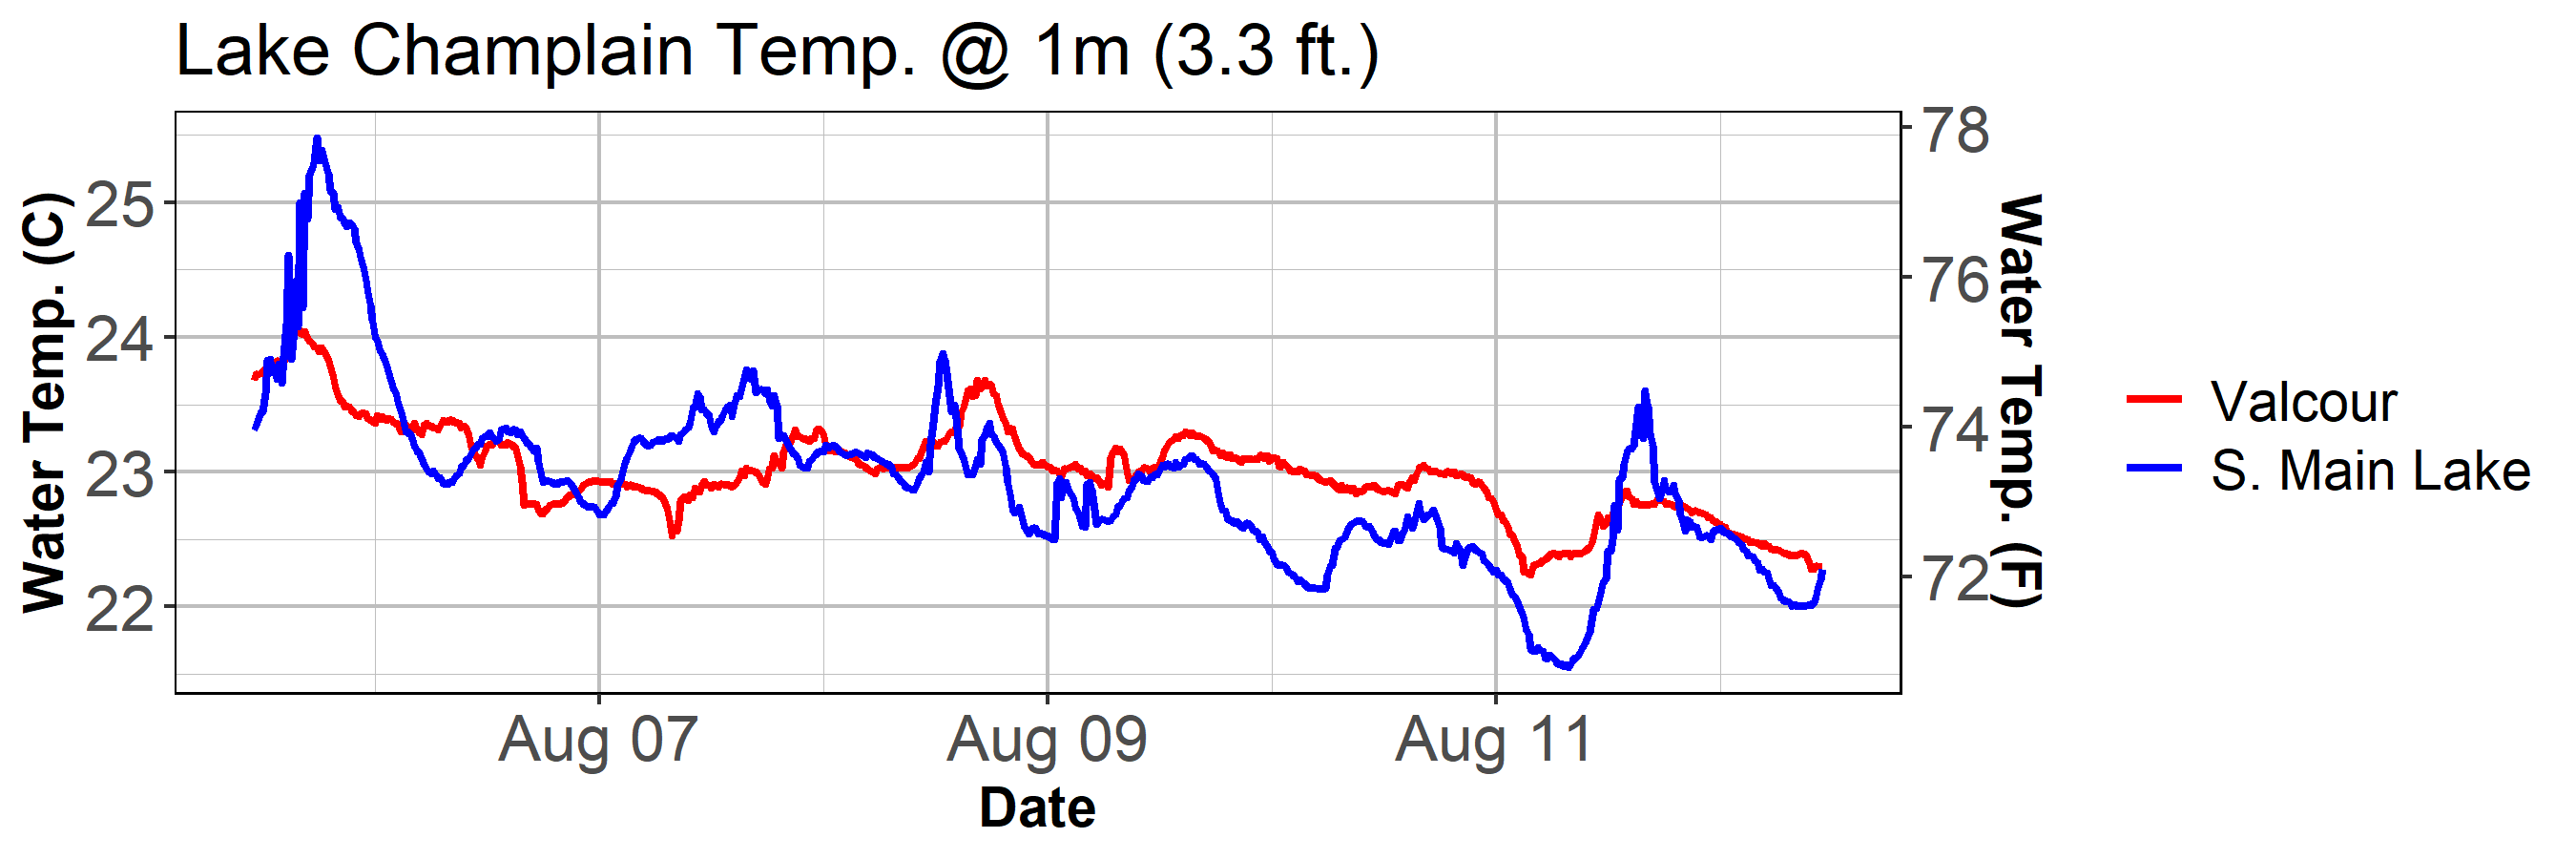 Lake Champlain Temp. @ 1m (3.3 ft.)
Water Temp. (C)
25
24
23
22
78
76
74
72
Water Temp. (F)
Aug 07
Aug 09
Aug 11
Date
Valcour
S. Main Lake